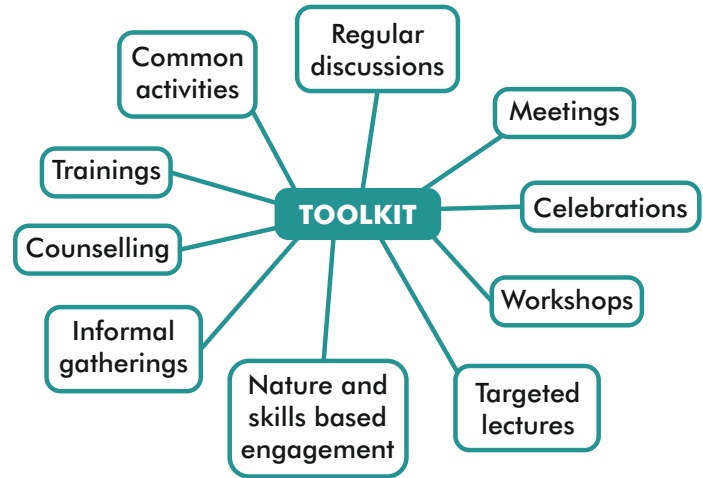 Regular
discussions
Common
activities
Meetings
Trainings
TOOLKIT
Celebrations
Counselling
Workshops
Informal
gatherings
Nature and
skills based
engagement
Targeted
lectures